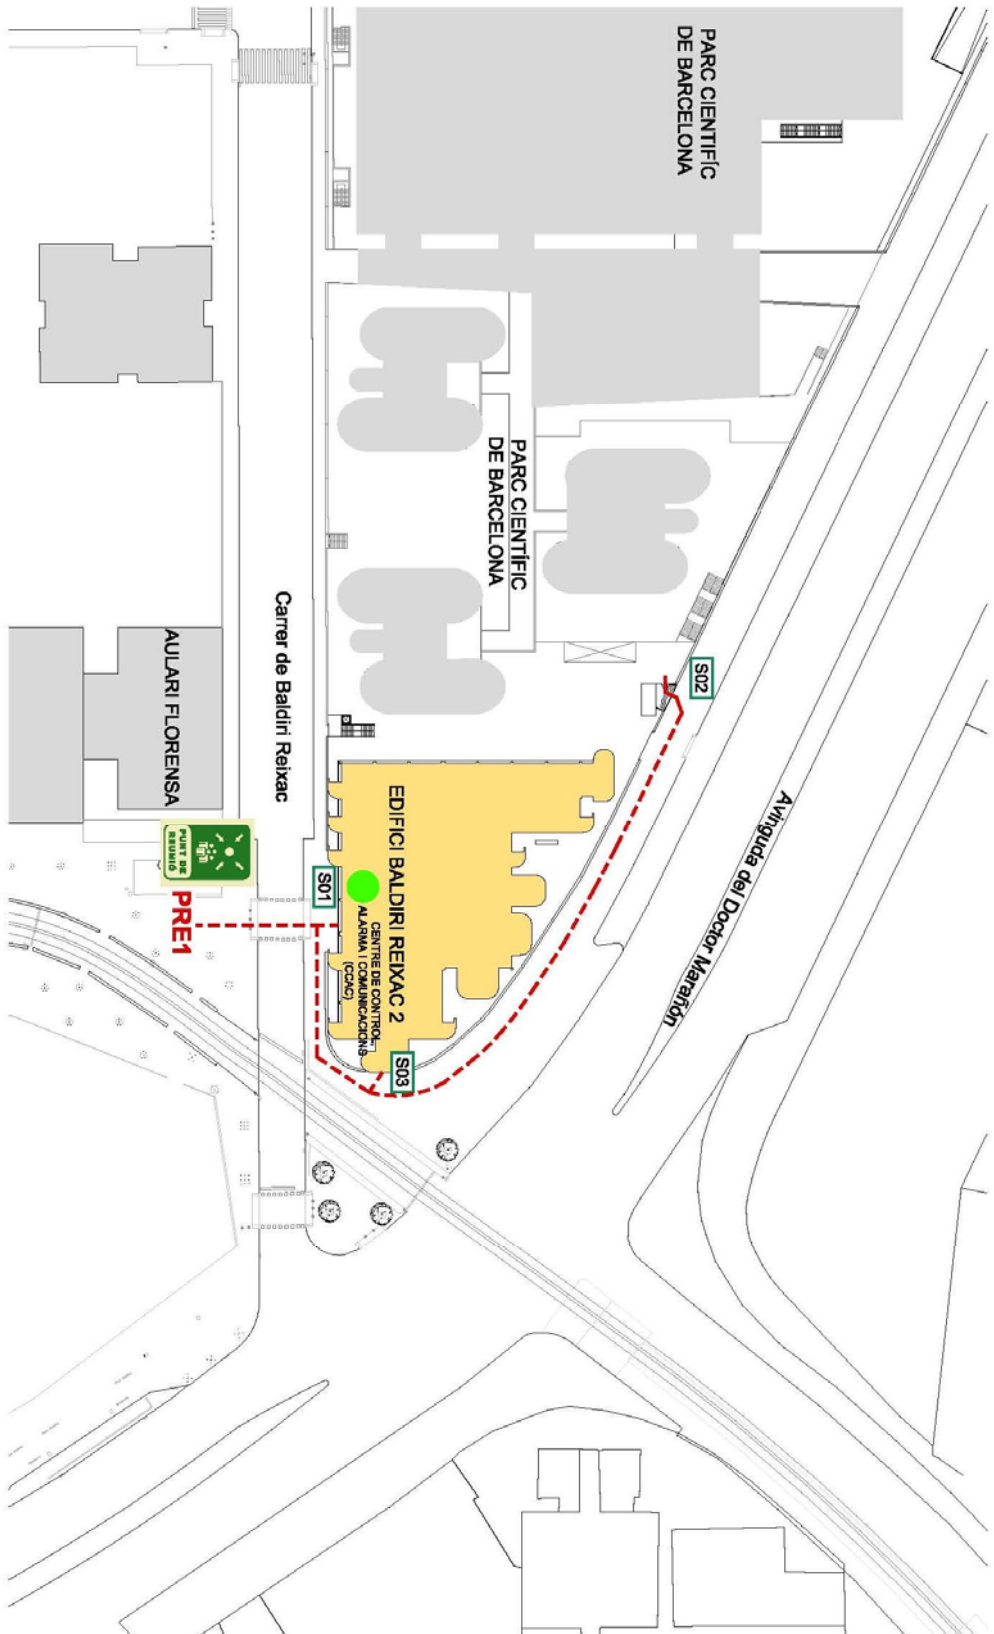 PARC CIENTIFÍC
DE BARCELONA
PARC CIENTÍFIC
DE BARCELONA
S02
Avinguda del Doctor Marañón
Carrer de Baldiri Reixac
AULARI FLORENSA
EDIFICI BALDIRI REIXAC 2
CENTRE DE CONTROL,
ALARMA I COMUNICACIONS
(CCAC)
S01
S03
PUNT DE
REUNIÓ
PRE1